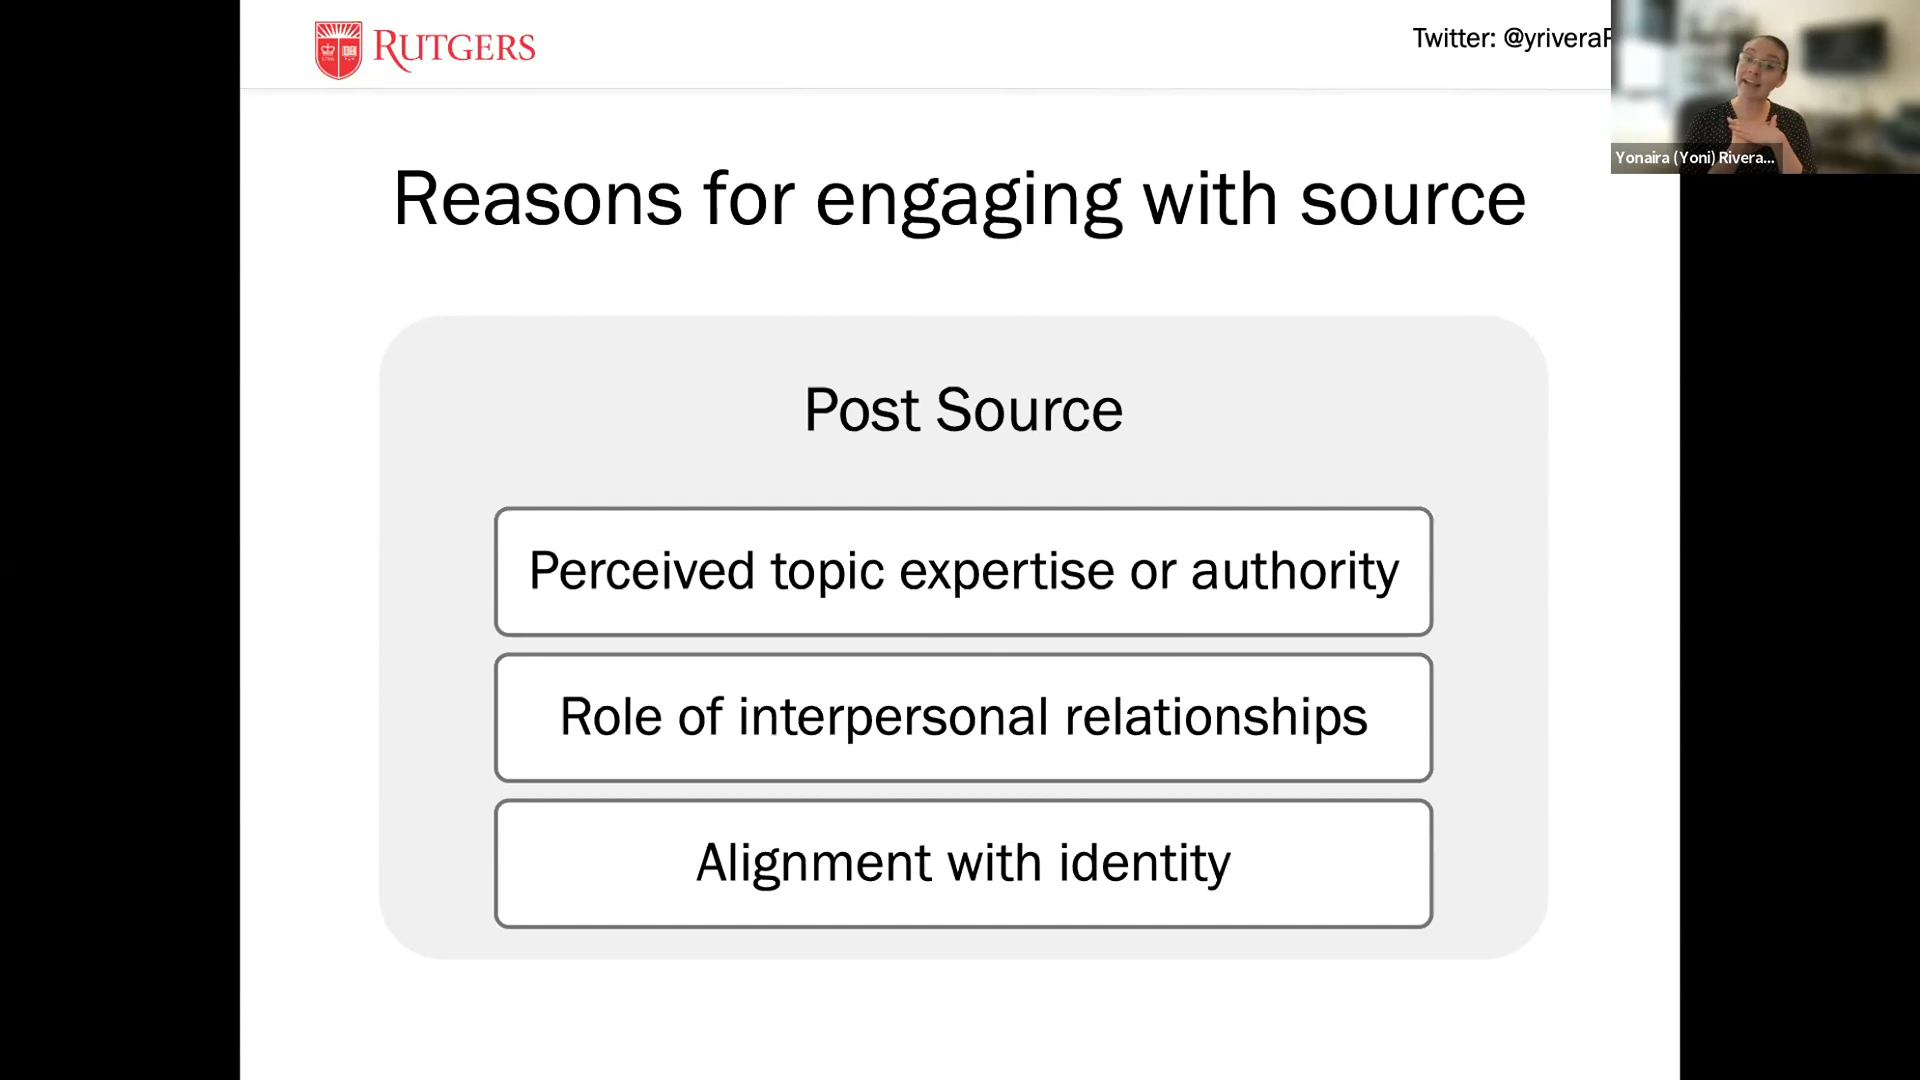 RUTGERS
Twitter: @yrivera
Yonaira (Yoni) Rivera...
Reasons for engaging with source
Post Source
Perceived topic expertise or authority
Role of interpersonal relationships
Alignment with identity